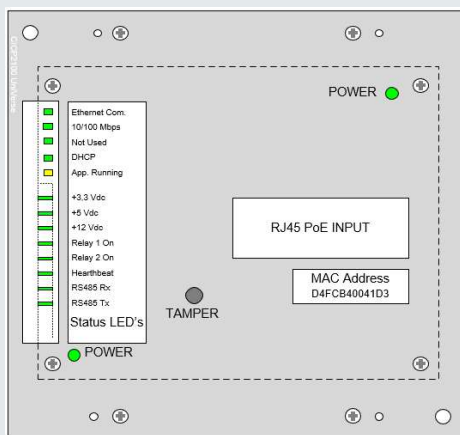 POWER
Ethernet Com.
10/100 Mbps
Not Used
DHCP
App. Running
+3,3 Vdc
+5 Vdc
+12 Vdc
Relay 1 On
Relay 2 On
Hearthbeat
RS485 Rx
RS485 Tx
Status LED's
RJ45 PoE INPUT
MAC Address
D4FCB40041D3
TAMPER
POWER